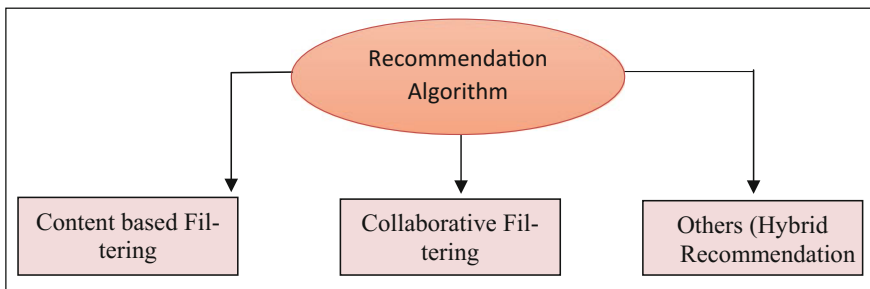 Recommendation
Algorithm
Content based Fil-
tering
Collaborative Fil-
tering
Others (Hybrid
Recommendation